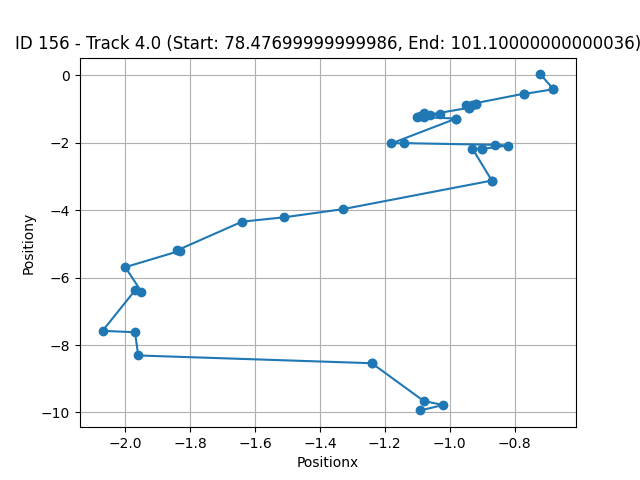 ID 156 - Track 4.0 (Start: 78.47699999999986, End: 101.10000000000036)
0
−2
−4
−6
−8
−10
Positiony
−2.0 −1.8 −1.6 −1.4 −1.2 −1.0 −0.8
Positionx